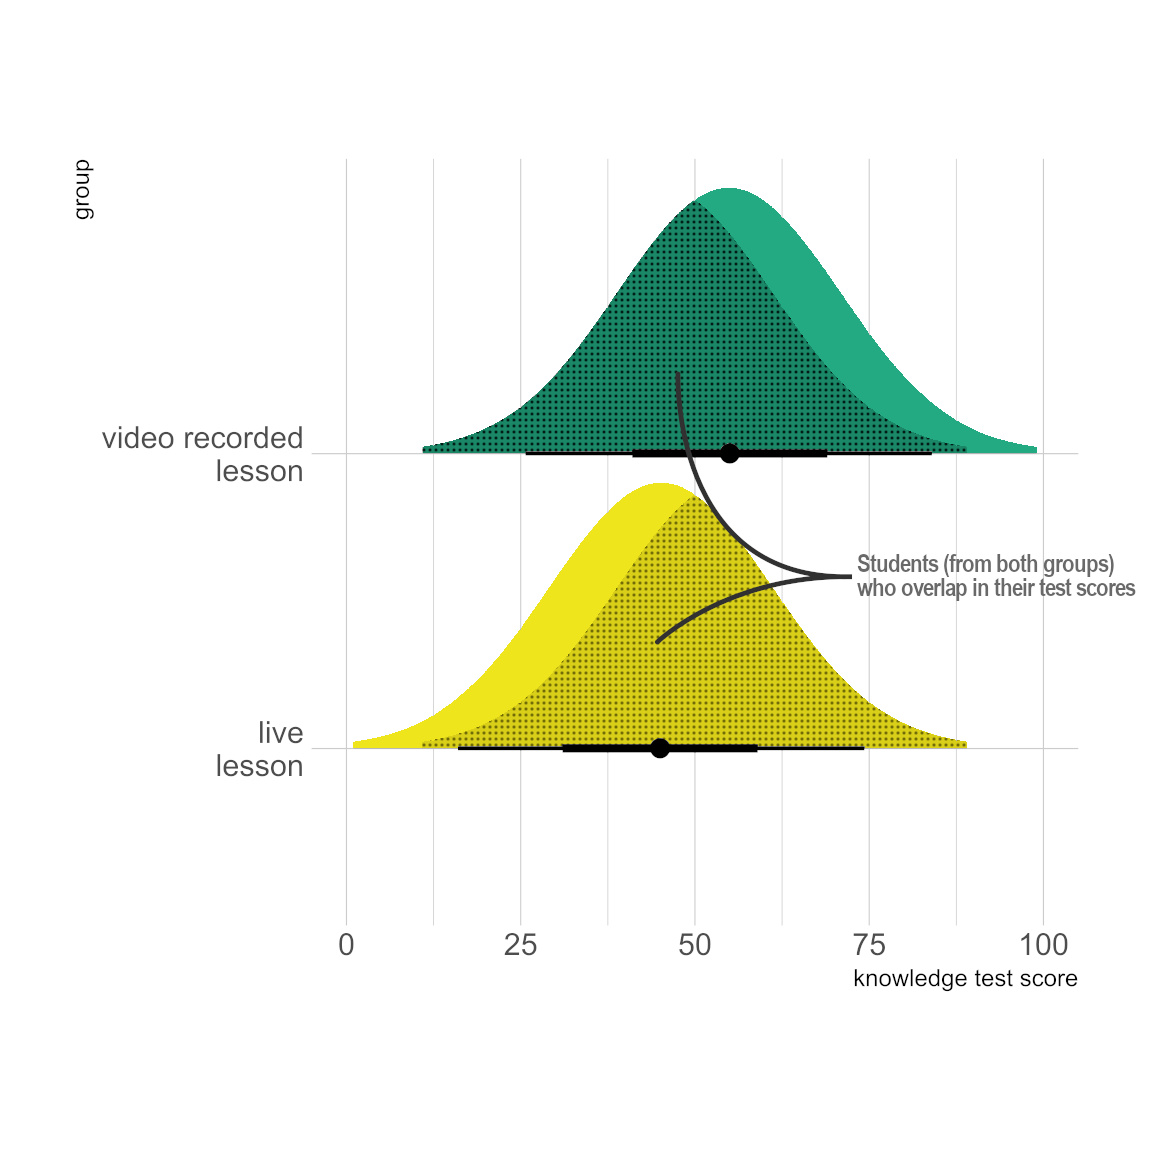 group
video recorded
lesson
Students (from both groups)
who overlap in their test scores
live
lesson
0 25 50 75 100
knowledge test score